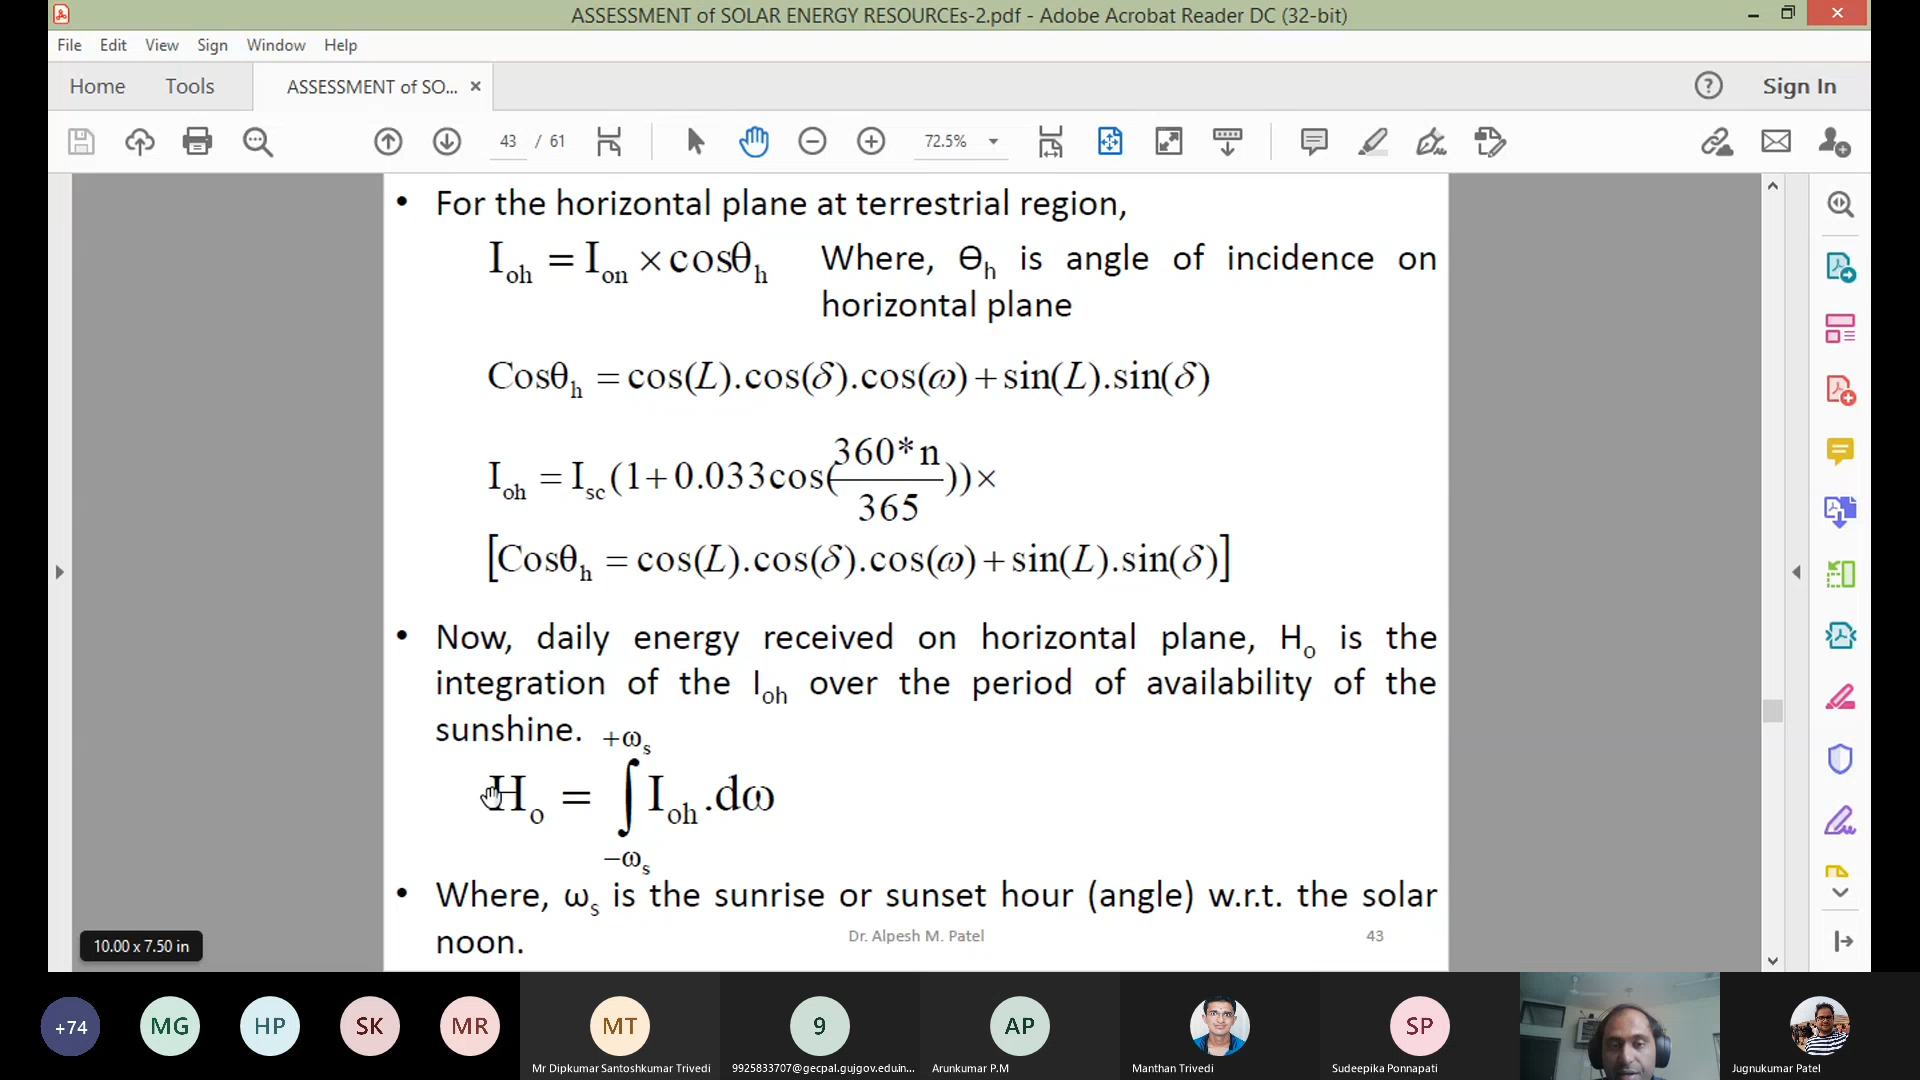 ASSESSMENT of SOLAR ENERGY RESOURCEs-2.pdf - Adobe Acrobat Reader DC (32-bit)
File Edit View Sign Window Help
Home Tools ASSESSMENT of SO... × Sign In
43 / 61 72.5%
• For the horizontal plane at terrestrial region,
I_oh = I_on × cosθ_h Where, Ɵ_h is angle of incidence on
horizontal plane
Cosθ_h = cos(L).cos(δ).cos(ω)+sin(L).sin(δ)
I_oh = I_sc (1+0.033cos(360*n/365))×
[Cosθ_h = cos(L).cos(δ).cos(ω)+sin(L).sin(δ)]
• Now, daily energy received on horizontal plane, H_o is the
integration of the I_oh over the period of availability of the
sunshine.
+ω_s
H_o = ∫ I_oh .dω
−ω_s
• Where, ω_s is the sunrise or sunset hour (angle) w.r.t. the solar
noon.
Dr. Alpesh M. Patel 43
10.00 x 7.50 in
+74 MG HP SK MR MT 9 AP SP
Mr Dipkumar Santoshkumar Trivedi 9925833707@gecpal.gujgov.edu.in... Arunkumar P.M Manthan Trivedi Sudeepika Ponnapati Jugnukumar Patel